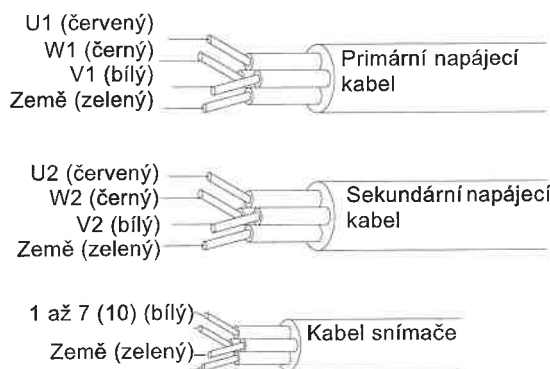 U1 (červený)
W1 (černý)
V1 (bílý)
Země (zelený)
Primární napájecí
kabel
U2 (červený)
W2 (černý)
V2 (bílý)
Země (zelený)
Sekundární napájecí
kabel
1 až 7 (10) (bílý)
Země (zelený)
Kabel snímače